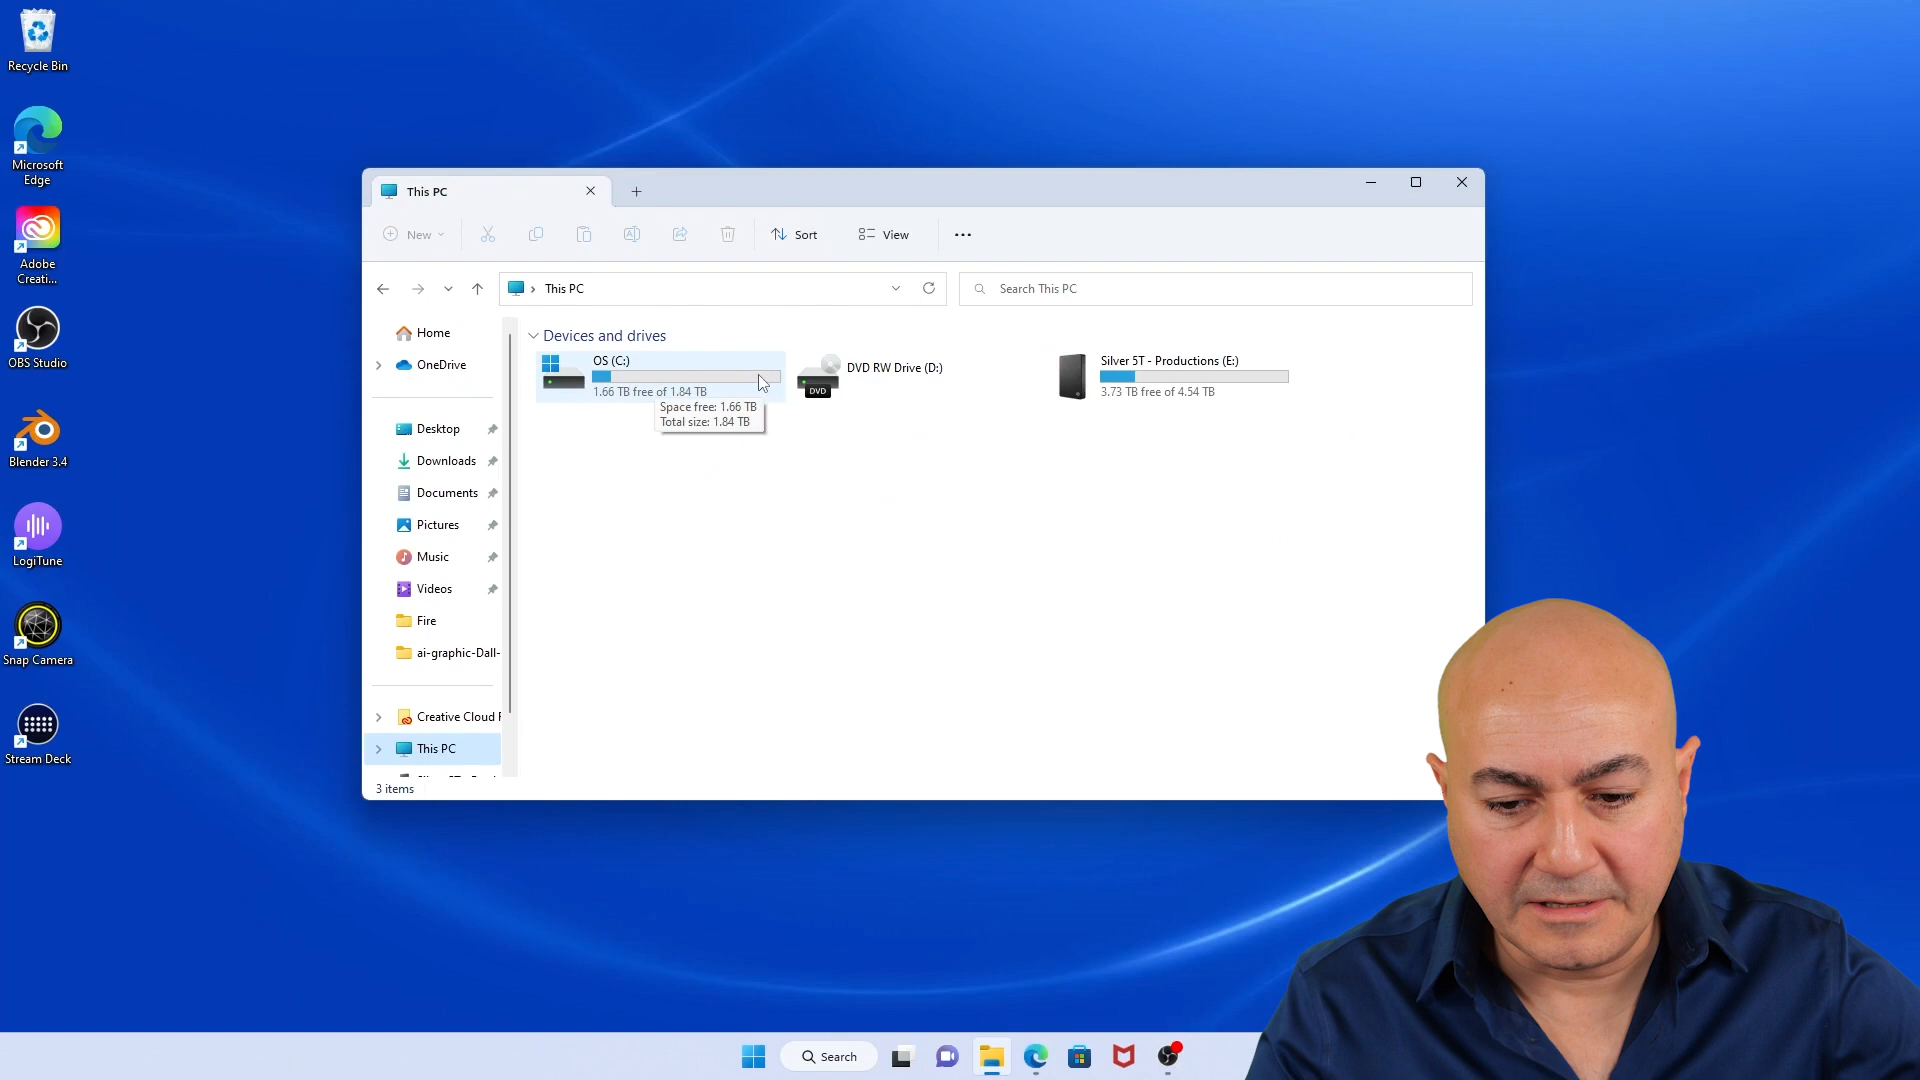 Recycle Bin
Microsoft
Edge
Adobe
Creati...
OBS Studio
Blender 3.4
LogiTune
Snap Camera
Stream Deck
This PC
New
Sort
View
This PC
Search This PC
Home
OneDrive
Desktop
Downloads
Documents
Pictures
Music
Videos
Fire
ai-graphic-Dall-
Creative Cloud F
This PC
3 items
Devices and drives
OS (C:)
1.66 TB free of 1.84 TB
Space free: 1.66 TB
Total size: 1.84 TB
DVD RW Drive (D:)
DVD
Silver 5T - Productions (E:)
3.73 TB free of 4.54 TB
Search